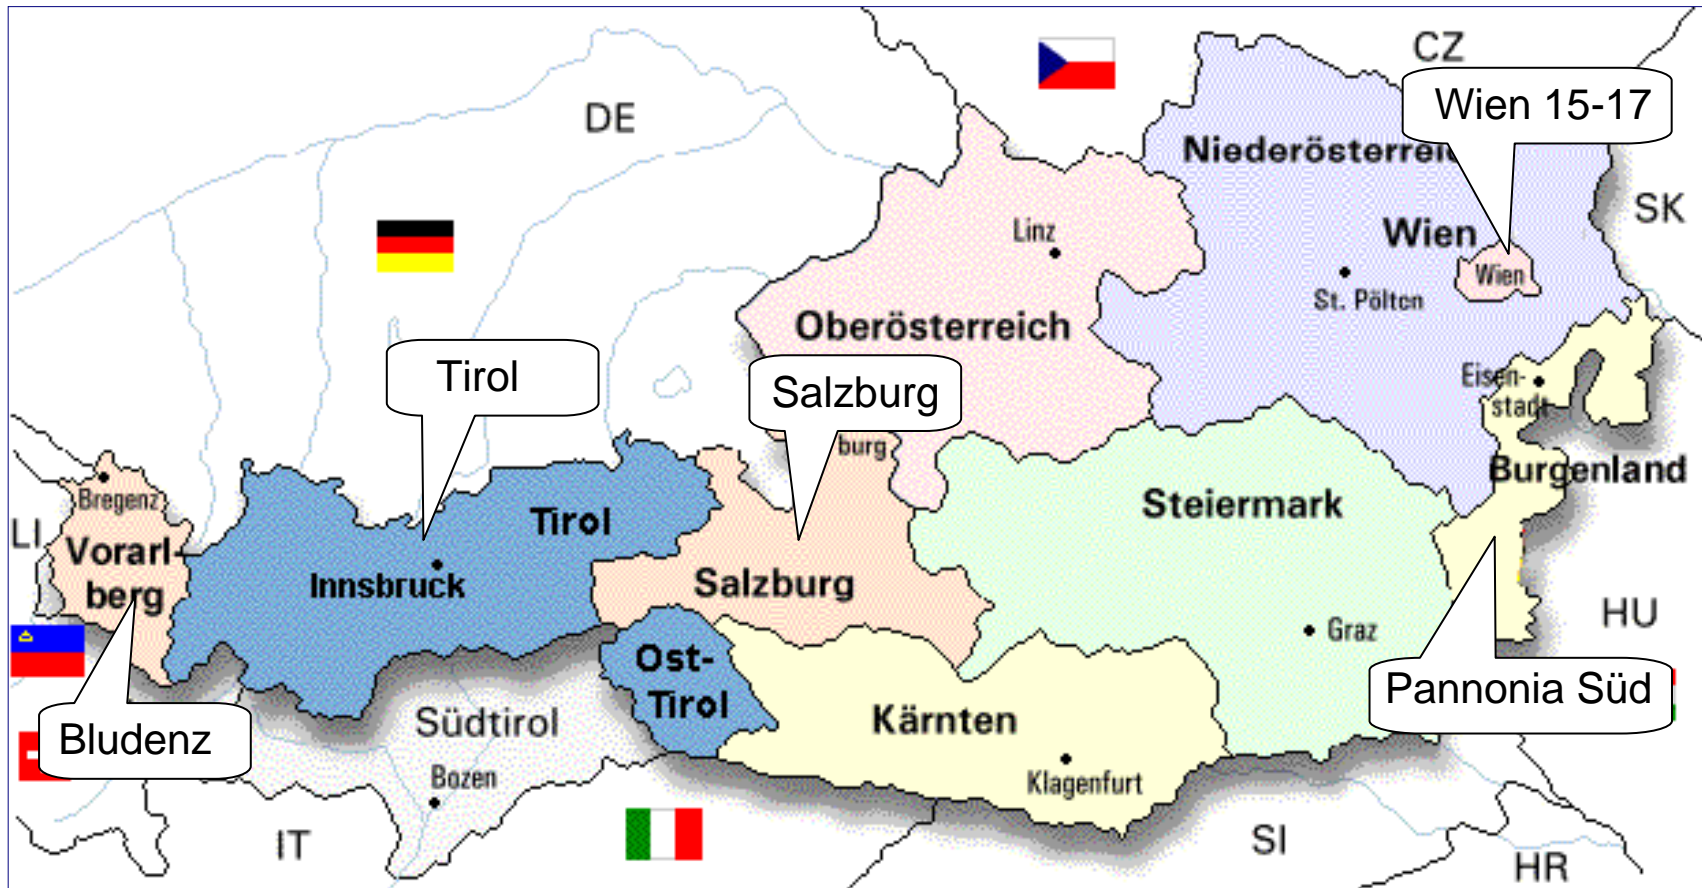 CZ
Wien 15-17
DE
Niederösterrei
SK
Wien
Linz
Wien
St. Pölten
Oberösterreich
Tirol
Salzburg
Eisen-
stadt
burg
Burgenland
Bregenz
Steiermark
LI
Tirol
Vorarl-
berg
Innsbruck
Salzburg
HU
Graz
Ost-
Tirol
Pannonia Süd
Südtirol
Kärnten
Bludenz
Bozen
Klagenfurt
IT
SI
HR